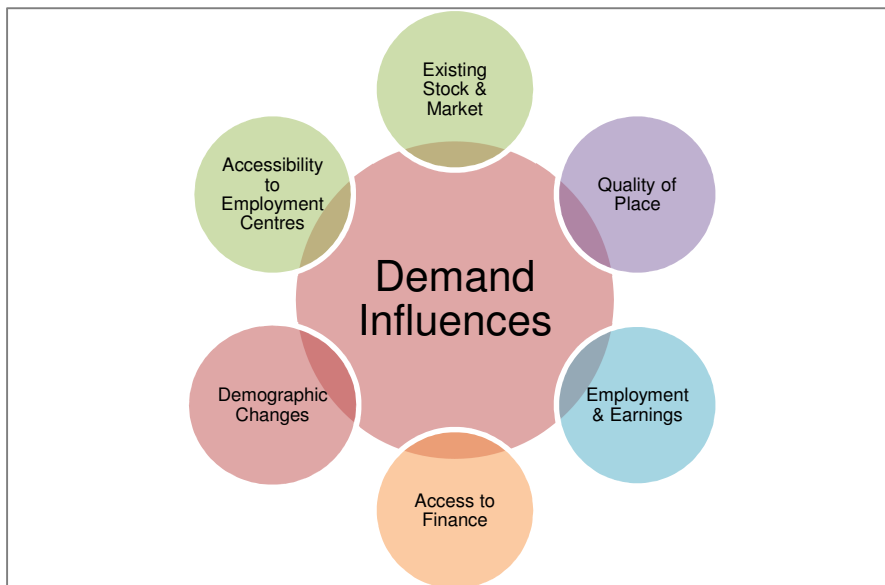 Existing
Stock &
Market
Accessibility
to
Employment
Centres
Quality of
Place
Demand
Influences
Demographic
Changes
Employment
& Earnings
Access to
Finance